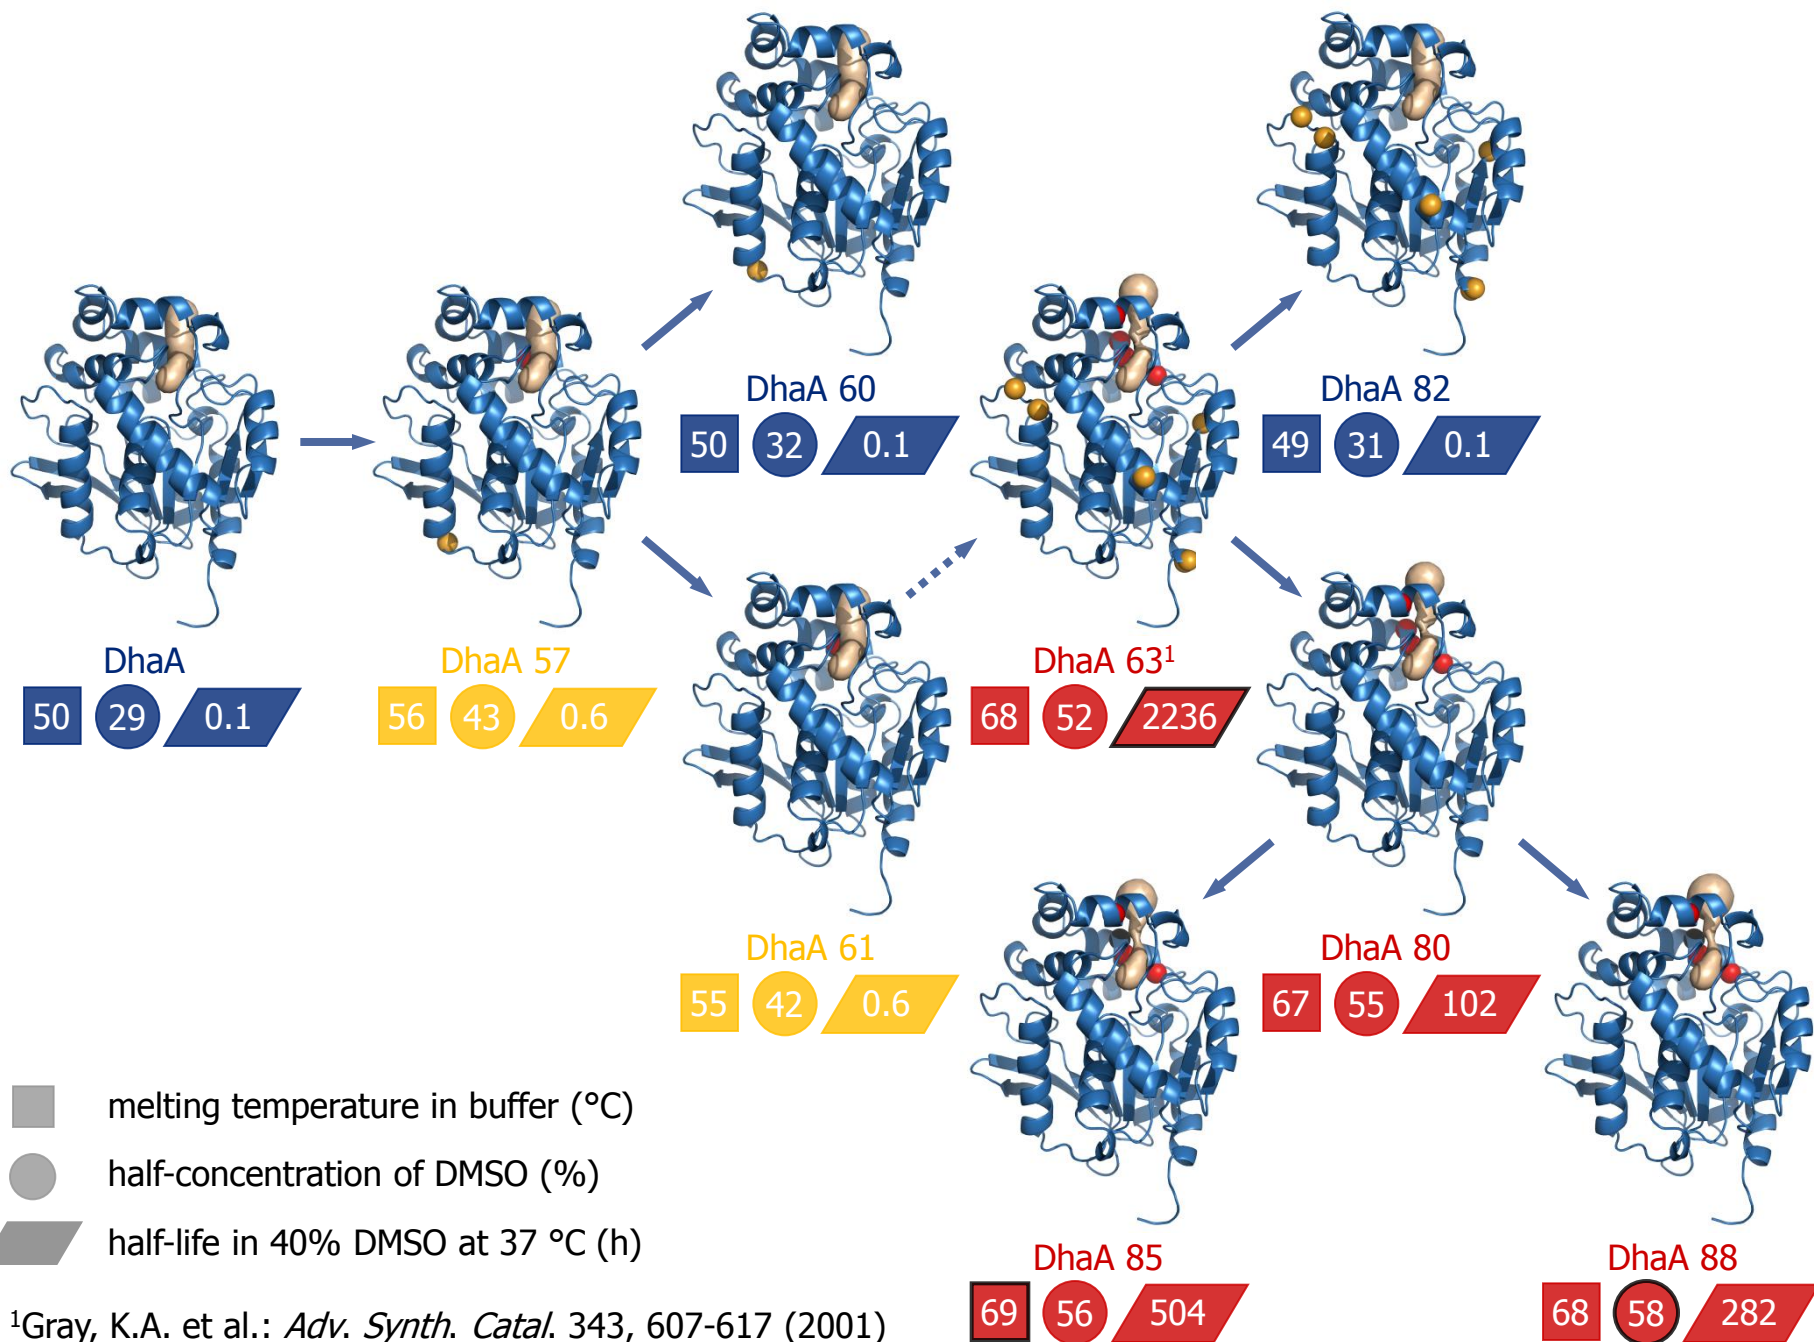 DhaA 60
50 32 0.1
DhaA 82
49 31 0.1
DhaA
50 29 0.1
DhaA 57
56 43 0.6
DhaA 63¹
68 52 2236
DhaA 61
55 42 0.6
DhaA 80
67 55 102
melting temperature in buffer (°C)
half-concentration of DMSO (%)
half-life in 40% DMSO at 37 °C (h)
DhaA 85
69 56 504
DhaA 88
68 58 282
¹Gray, K.A. et al.: Adv. Synth. Catal. 343, 607-617 (2001)